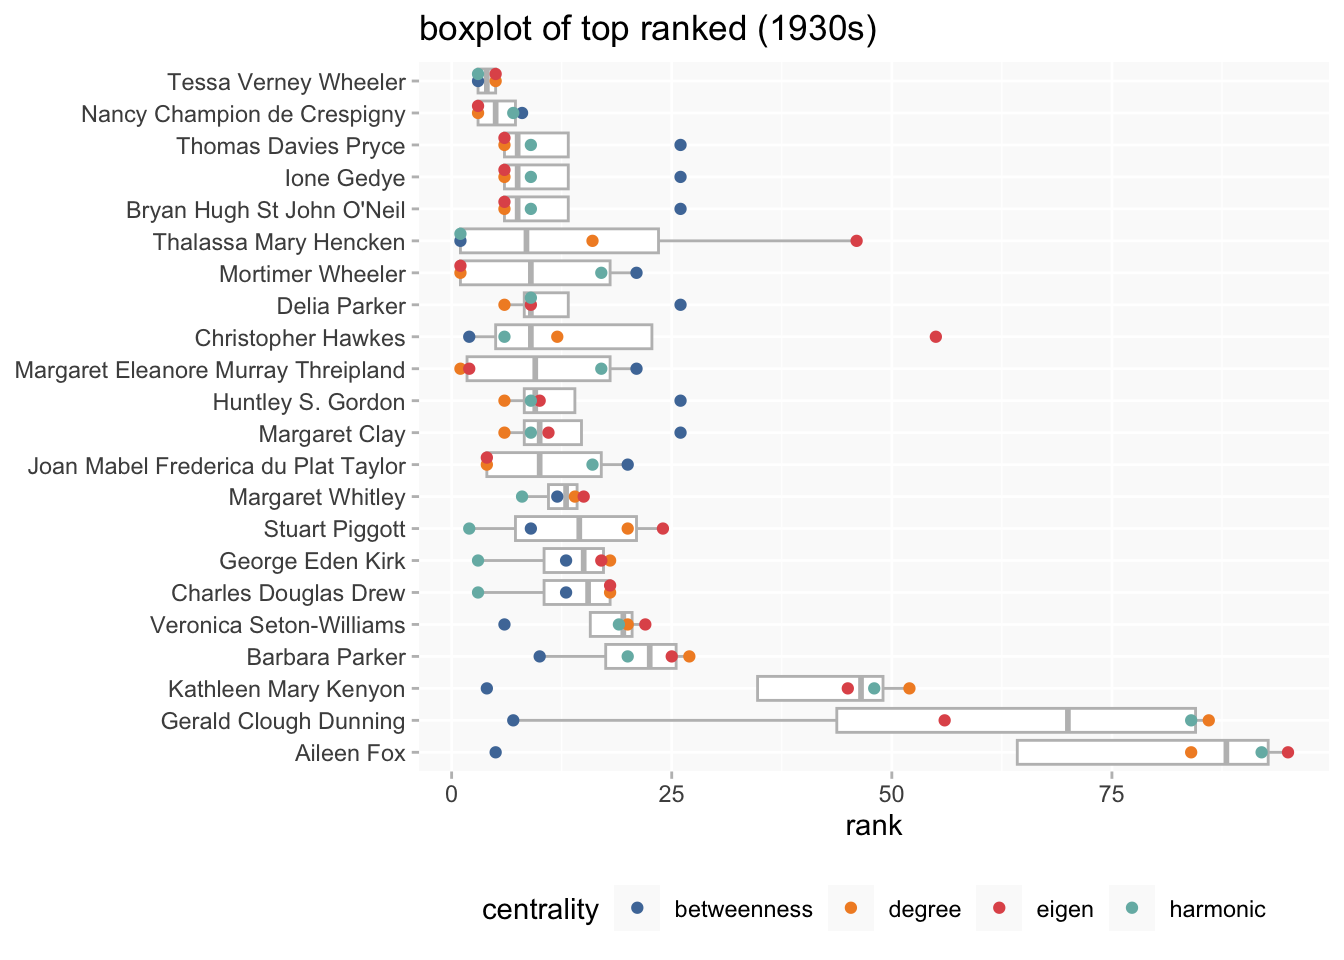 boxplot of top ranked (1930s)
Tessa Verney Wheeler
Nancy Champion de Crespigny
Thomas Davies Pryce
Ione Gedye
Bryan Hugh St John O'Neil
Thalassa Mary Hencken
Mortimer Wheeler
Delia Parker
Christopher Hawkes
Margaret Eleanore Murray Threipland
Huntley S. Gordon
Margaret Clay
Joan Mabel Frederica du Plat Taylor
Margaret Whitley
Stuart Piggott
George Eden Kirk
Charles Douglas Drew
Veronica Seton-Williams
Barbara Parker
Kathleen Mary Kenyon
Gerald Clough Dunning
Aileen Fox
0 25 50 75
rank
centrality betweenness degree eigen harmonic